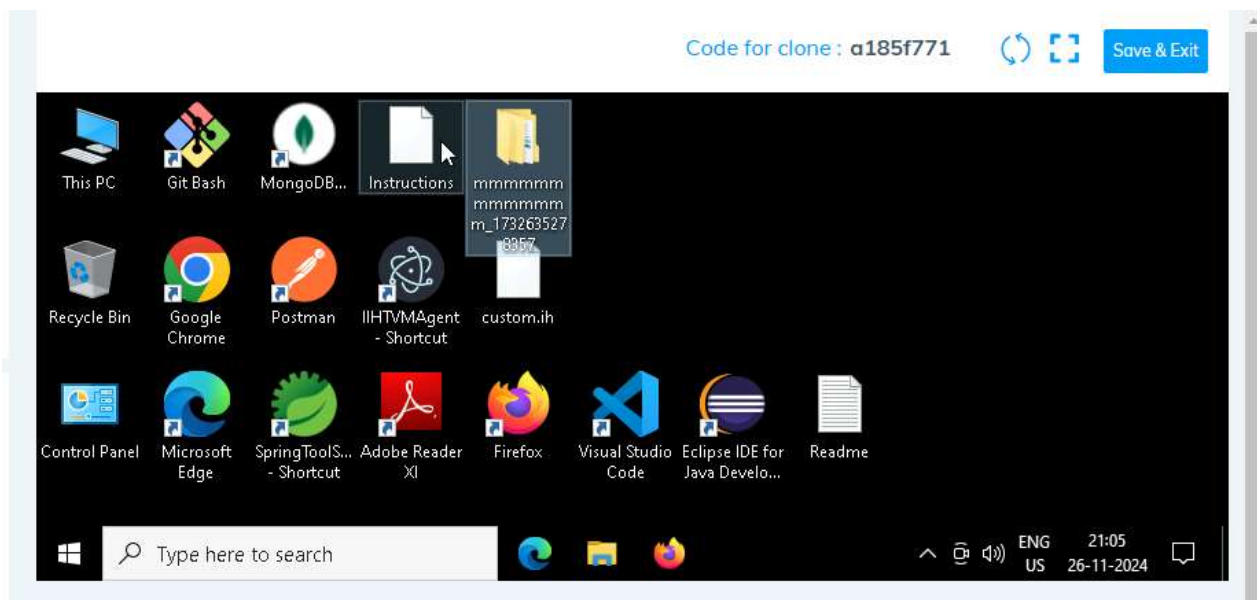 Code for clone : a185f771
Save & Exit
This PC
Git Bash
MongoDB...
Instructions
mmmmmm
mmmmmm
m_173263527
8357
Recycle Bin
Google
Chrome
Postman
IIHTVMAgent
- Shortcut
custom.ih
Control Panel
Microsoft
Edge
SpringToolS...
- Shortcut
Adobe Reader
XI
Firefox
Visual Studio
Code
Eclipse IDE for
Java Develo...
Readme
Type here to search
ENG
US
21:05
26-11-2024